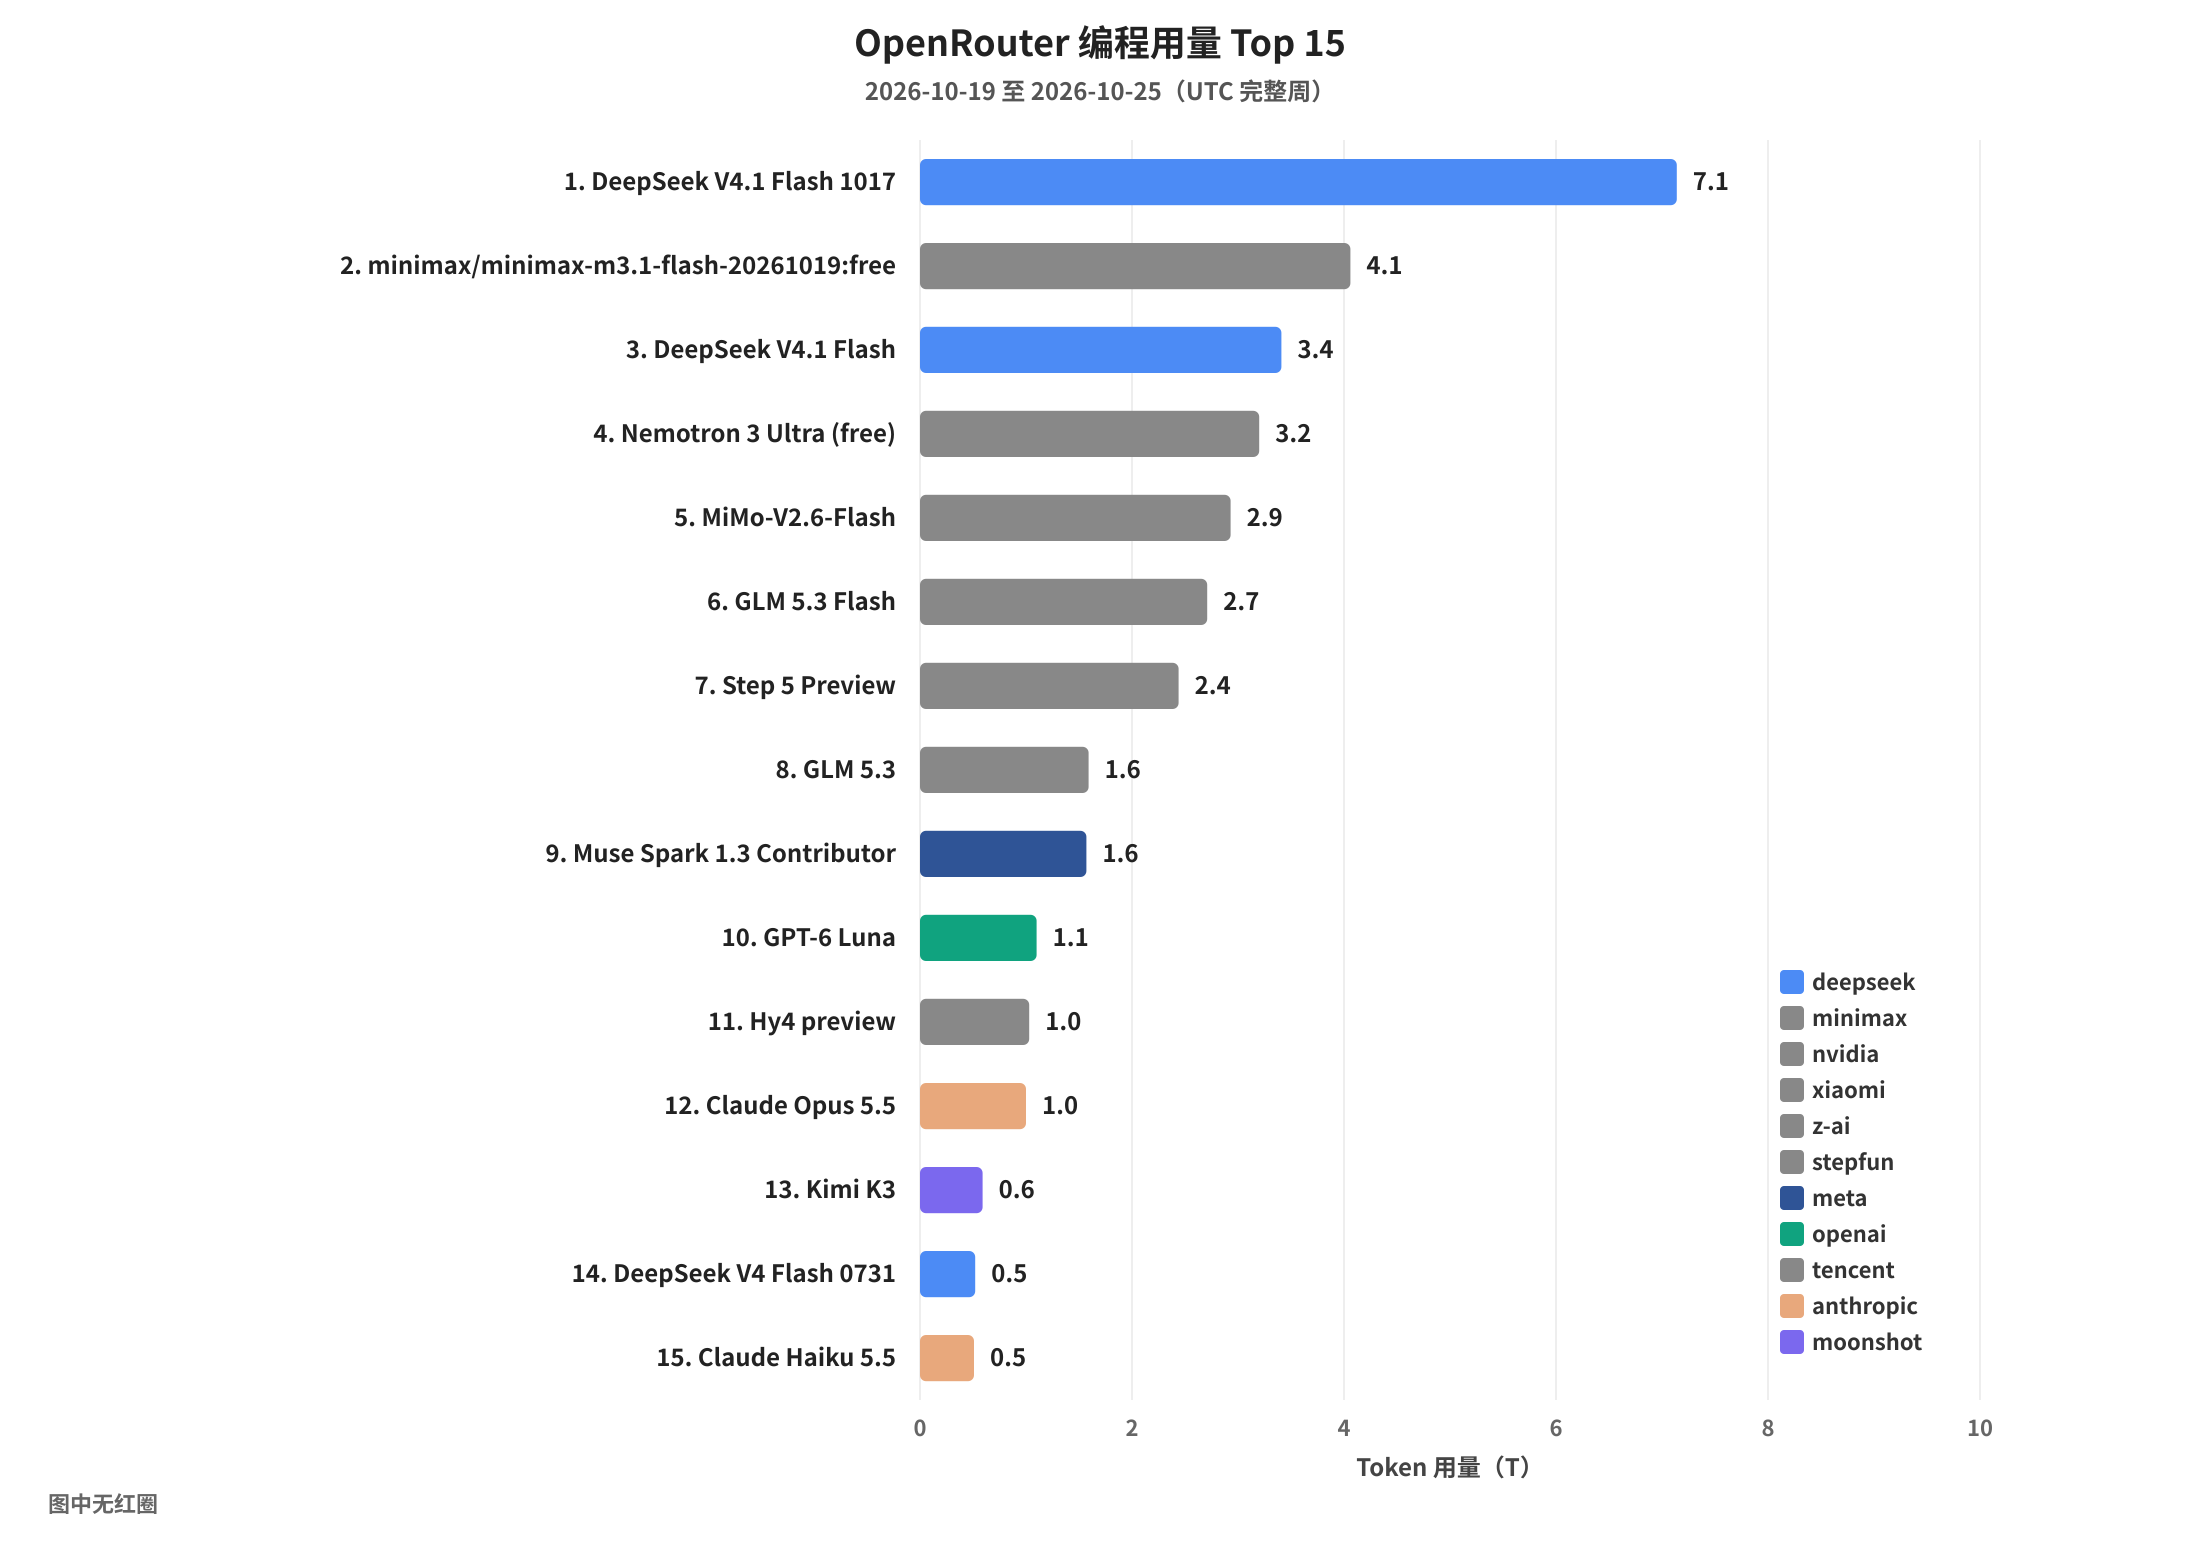 OpenRouter 编程用量 Top 15
2026-10-19 至 2026-10-25（UTC 完整周）
1. DeepSeek V4.1 Flash 1017 7.1
2. minimax/minimax-m3.1-flash-20261019:free 4.1
3. DeepSeek V4.1 Flash 3.4
4. Nemotron 3 Ultra (free) 3.2
5. MiMo-V2.6-Flash 2.9
6. GLM 5.3 Flash 2.7
7. Step 5 Preview 2.4
8. GLM 5.3 1.6
9. Muse Spark 1.3 Contributor 1.6
10. GPT-6 Luna 1.1
11. Hy4 preview 1.0
12. Claude Opus 5.5 1.0
13. Kimi K3 0.6
14. DeepSeek V4 Flash 0731 0.5
15. Claude Haiku 5.5 0.5
deepseek
minimax
nvidia
xiaomi
z-ai
stepfun
meta
openai
tencent
anthropic
moonshot
0 2 4 6 8 10
Token 用量（T）
图中无红圈